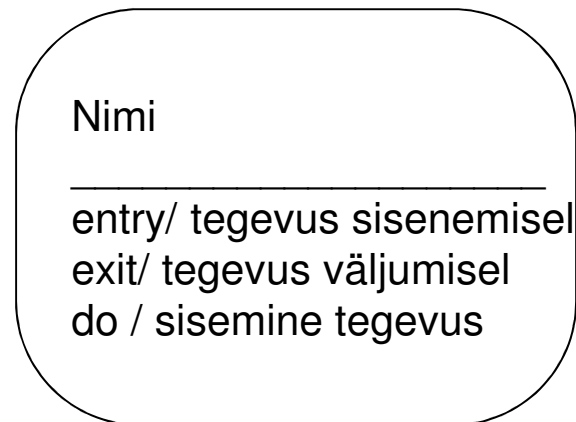 Nimi
entry/ tegevus sisenemisel
exit/ tegevus väljumisel
do / sisemine tegevus